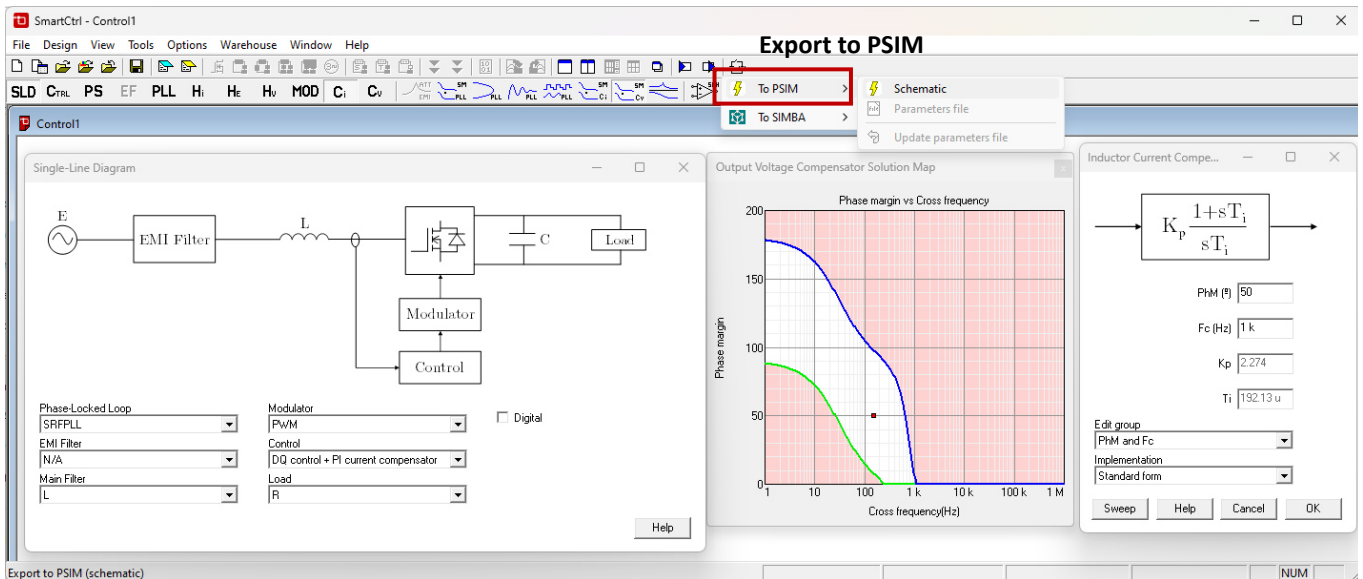 SmartCtrl - Control1
File Design View Tools Options Warehouse Window Help
Export to PSIM
SLD CTRL PS EF PLL Hi HE Hv MOD Ci Cv
To PSIM
Schematic
Parameters file
To SIMBA
Update parameters file
Control1
Single-Line Diagram
E
EMI Filter
L
C
Load
Modulator
Control
Phase-Locked Loop
SRFPLL
EMI Filter
N/A
Main Filter
L
Modulator
PWM
Control
DQ control + PI current compensator
Load
R
Digital
Help
Output Voltage Compensator Solution Map
Phase margin vs Cross frequency
Phase margin
200
150
100
50
0
1 10 100 1 k 10 k 100 k 1 M
Cross frequency(Hz)
Inductor Current Compe...
Kp 1+sTi
sTi
PhM (º) 50
Fc (Hz) 1 k
Kp 2.274
Ti 192.13 u
Edit group
PhM and Fc
Implementation
Standard form
Sweep Help Cancel OK
Export to PSIM (schematic)
NUM